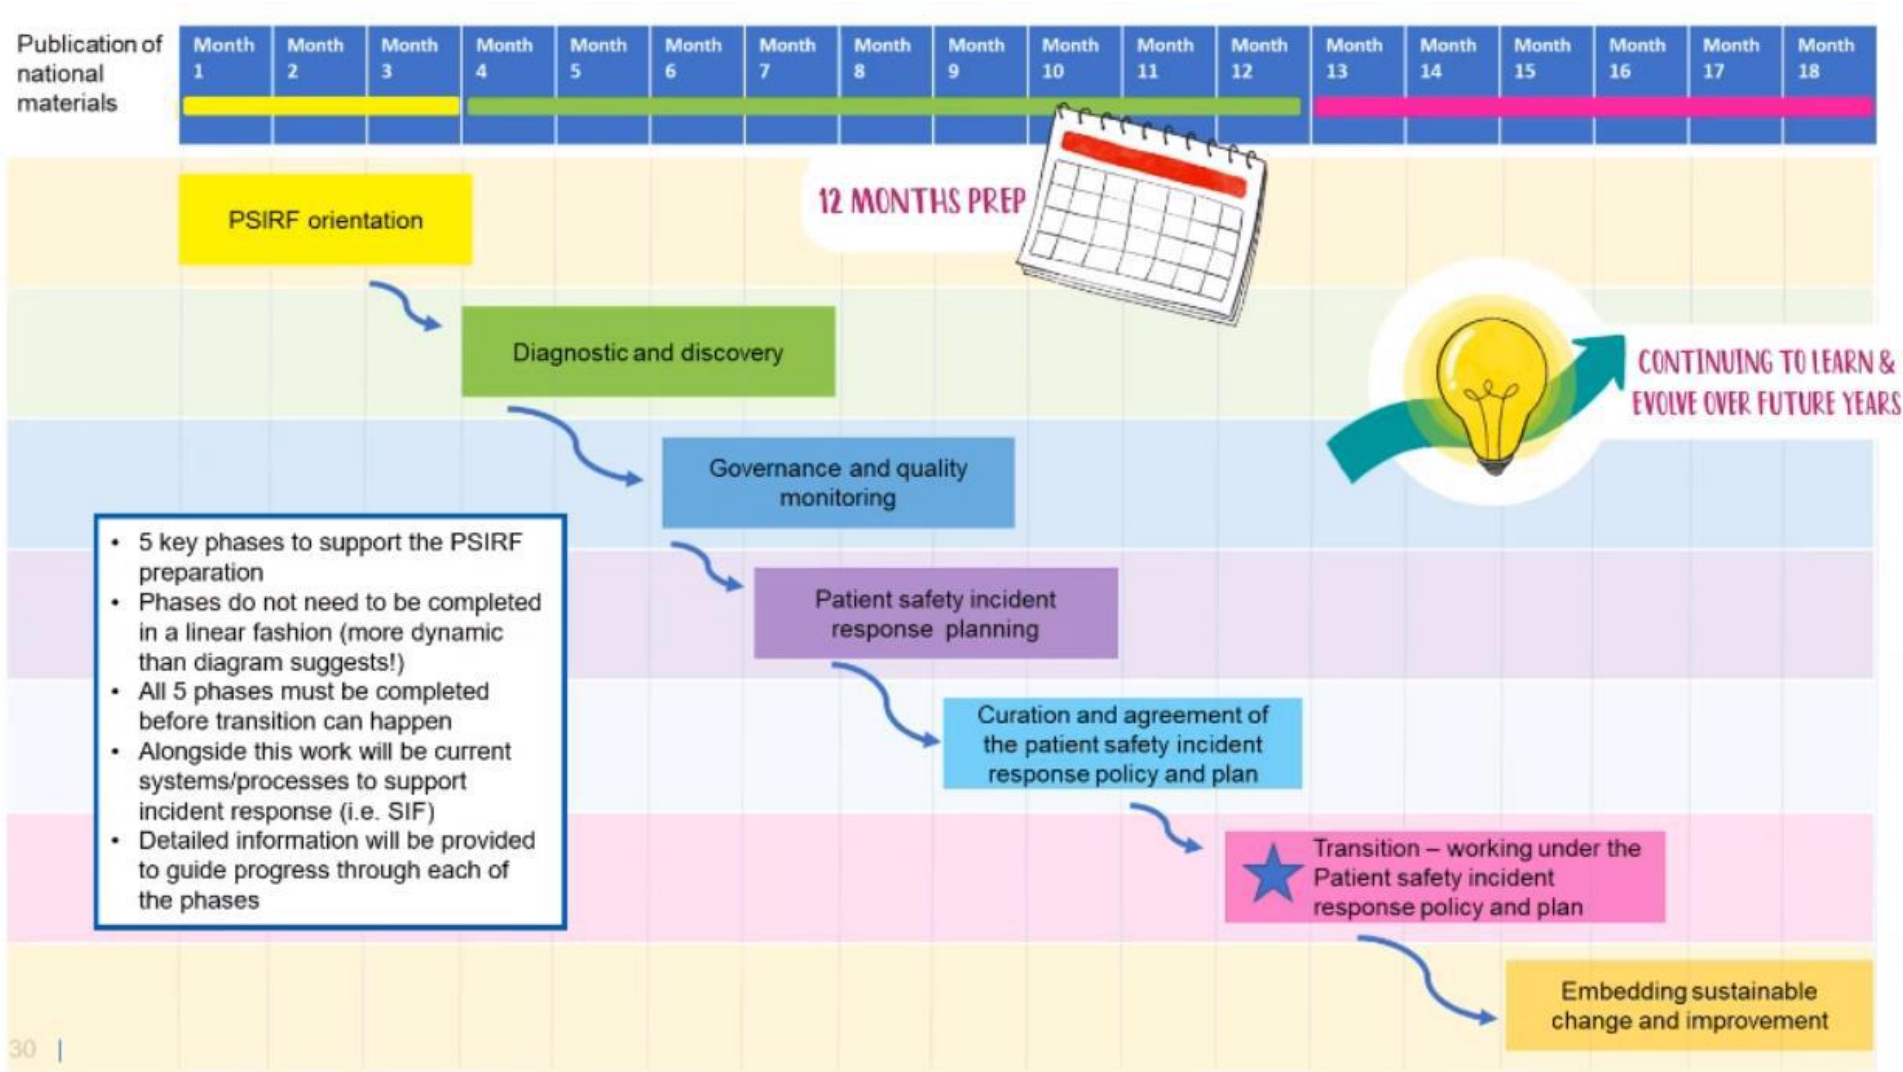 Publication of
national
materials
Month
1
Month
2
Month
3
Month
4
Month
5
Month
6
Month
7
Month
8
Month
9
Month
10
Month
11
Month
12
Month
13
Month
14
Month
15
Month
16
Month
17
Month
18
PSIRF orientation
12 MONTHS PREP
Diagnostic and discovery
CONTINUING TO LEARN &
EVOLVE OVER FUTURE YEARS
Governance and quality
monitoring
• 5 key phases to support the PSIRF
preparation
• Phases do not need to be completed
in a linear fashion (more dynamic
than diagram suggests!)
• All 5 phases must be completed
before transition can happen
• Alongside this work will be current
systems/processes to support
incident response (i.e. SIF)
• Detailed information will be provided
to guide progress through each of
the phases
Patient safety incident
response planning
Curation and agreement of
the patient safety incident
response policy and plan
Transition – working under the
Patient safety incident
response policy and plan
Embedding sustainable
change and improvement
30 |